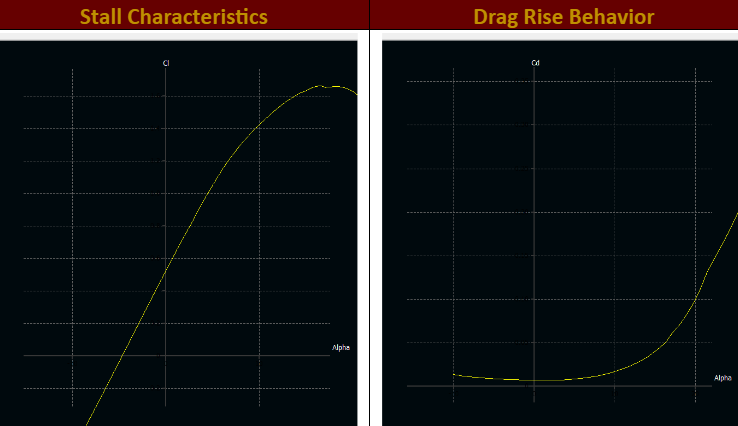 Stall Characteristics
Drag Rise Behavior
Cl
Cd
Alpha
Alpha